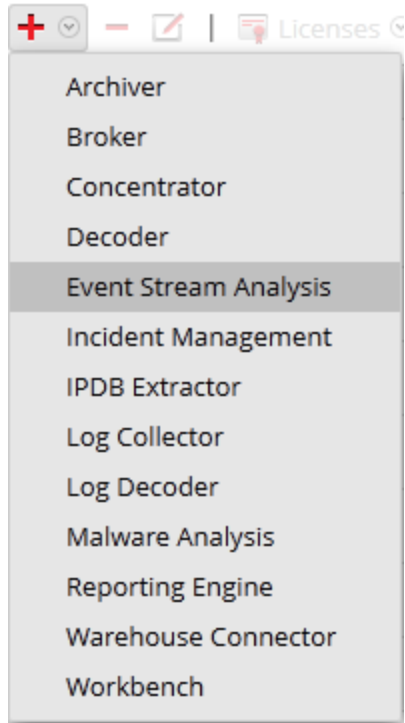 Licenses
Archiver
Broker
Concentrator
Decoder
Event Stream Analysis
Incident Management
IPDB Extractor
Log Collector
Log Decoder
Malware Analysis
Reporting Engine
Warehouse Connector
Workbench